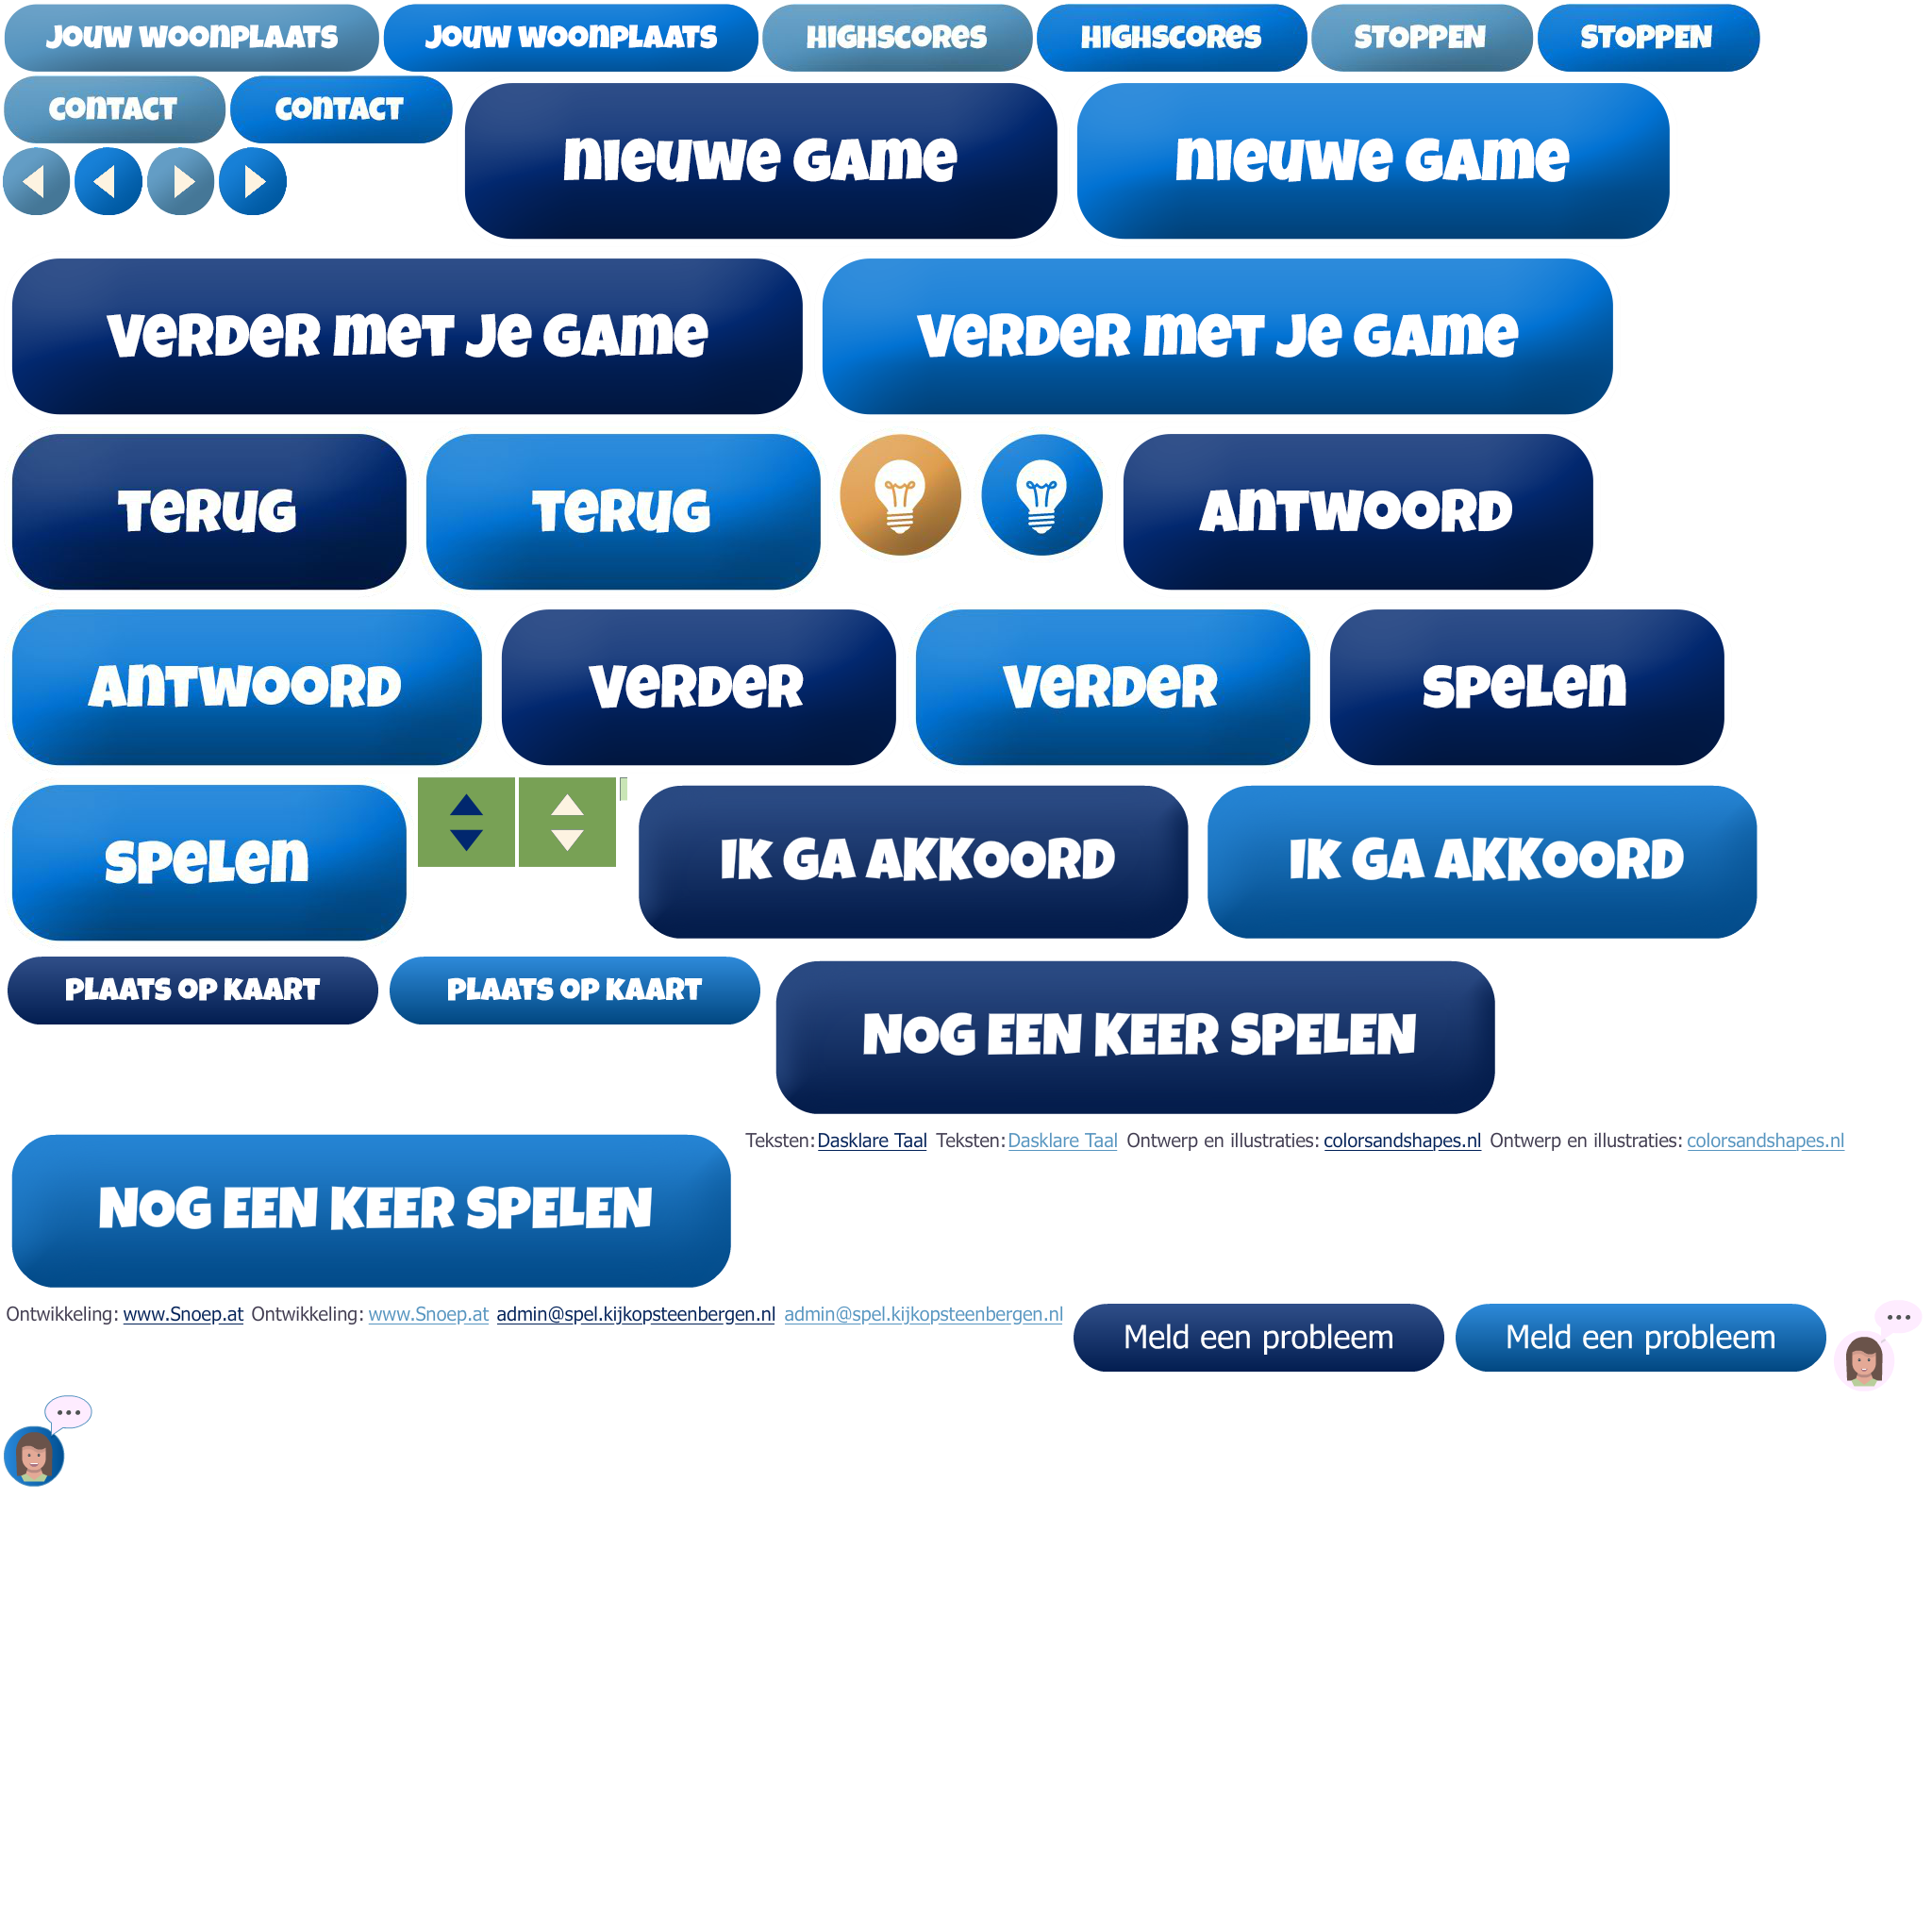 JOUW WOONPLAATS JOUW WOONPLAATS HIGHSCORES HIGHSCORES STOPPEN STOPPEN
CONTACT CONTACT
NIEUWE GAME NIEUWE GAME
VERDER MET JE GAME VERDER MET JE GAME
TERUG TERUG ANTWOORD
ANTWOORD VERDER VERDER SPELEN
SPELEN IK GA AKKOORD IK GA AKKOORD
PLAATS OP KAART PLAATS OP KAART
NOG EEN KEER SPELEN
Teksten: Dasklare Taal Teksten: Dasklare Taal Ontwerp en illustraties: colorsandshapes.nl Ontwerp en illustraties: colorsandshapes.nl
NOG EEN KEER SPELEN
Ontwikkeling: www.Snoep.at Ontwikkeling: www.Snoep.at admin@spel.kijkopsteenbergen.nl admin@spel.kijkopsteenbergen.nl
Meld een probleem Meld een probleem